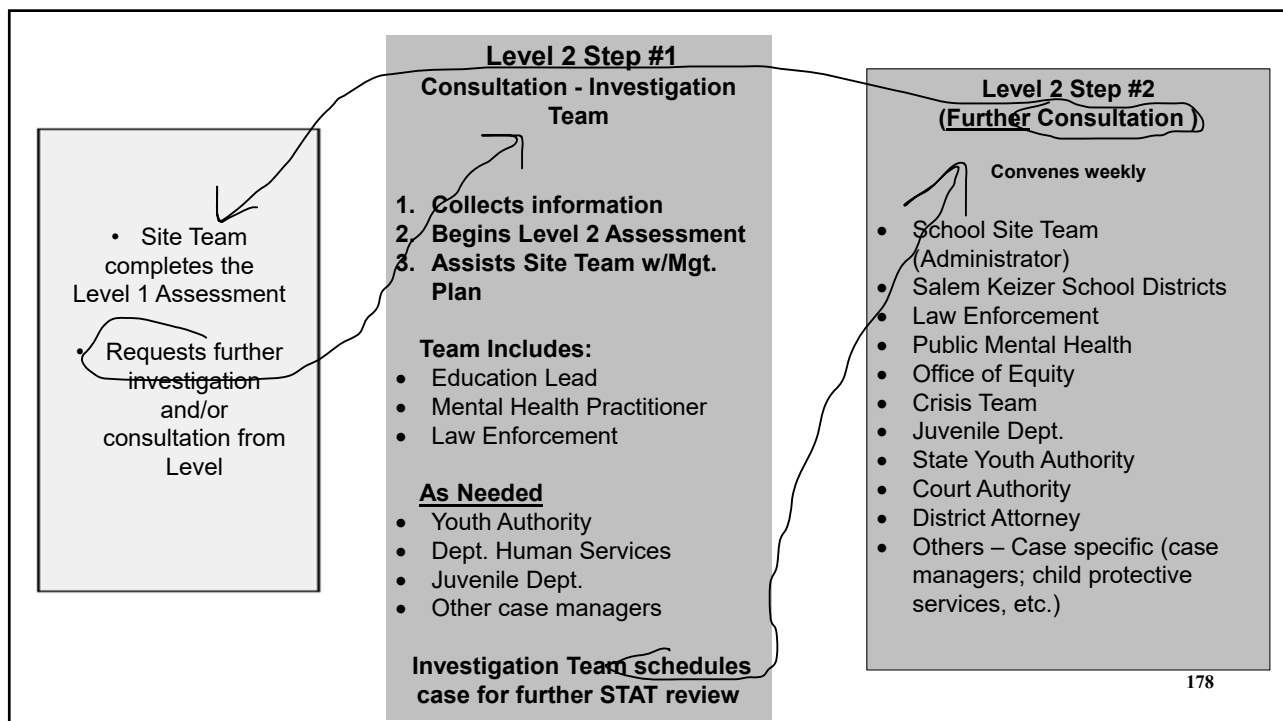 • Site Team
completes the
Level 1 Assessment
• Requests further
investigation
and/or
consultation from
Level
Level 2 Step #1
Consultation - Investigation
Team
1. Collects information
2. Begins Level 2 Assessment
3. Assists Site Team w/Mgt.
Plan
Team Includes:
• Education Lead
• Mental Health Practitioner
• Law Enforcement
As Needed
• Youth Authority
• Dept. Human Services
• Juvenile Dept.
• Other case managers
Investigation Team schedules
case for further STAT review
Level 2 Step #2
(Further Consultation )
Convenes weekly
• School Site Team
(Administrator)
• Salem Keizer School Districts
• Law Enforcement
• Public Mental Health
• Office of Equity
• Crisis Team
• Juvenile Dept.
• State Youth Authority
• Court Authority
• District Attorney
• Others – Case specific (case
managers; child protective
services, etc.)
178